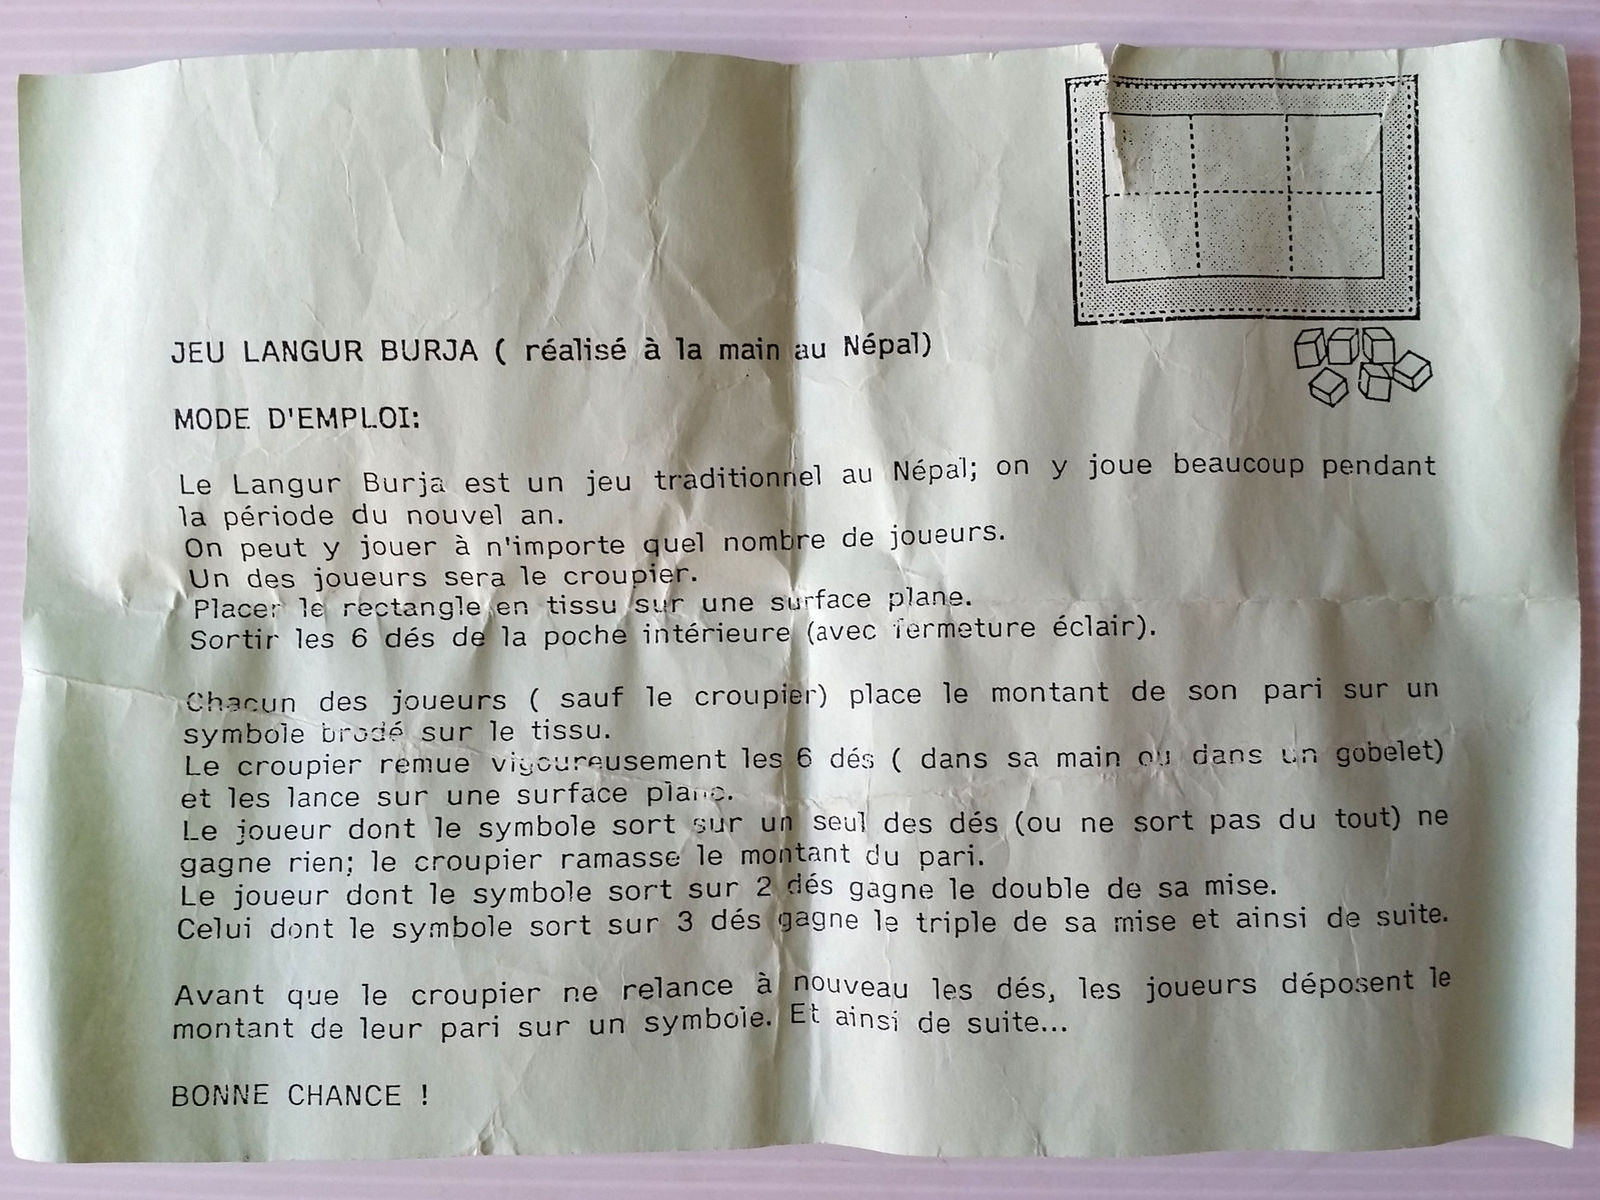 JEU LANGUR BURJA ( réalisé à la main au Népal)
MODE D'EMPLOI:
Le Langur Burja est un jeu traditionnel au Népal; on y joue beaucoup pendant
la période du nouvel an.
On peut y jouer à n'importe quel nombre de joueurs.
Un des joueurs sera le croupier.
Placer le rectangle en tissu sur une surface plane.
Sortir les 6 dés de la poche intérieure (avec fermeture éclair).
Chacun des joueurs ( sauf le croupier) place le montant de son pari sur un
symbole brodé sur le tissu.
Le croupier remue vigoureusement les 6 dés ( dans sa main ou dans un gobelet)
et les lance sur une surface plane.
Le joueur dont le symbole sort sur un seul des dés (ou ne sort pas du tout) ne
gagne rien; le croupier ramasse le montant du pari.
Le joueur dont le symbole sort sur 2 dés gagne le double de sa mise.
Celui dont le symbole sort sur 3 dés gagne le triple de sa mise et ainsi de suite.
Avant que le croupier ne relance à nouveau les dés, les joueurs déposent le
montant de leur pari sur un symbole. Et ainsi de suite...
BONNE CHANCE !